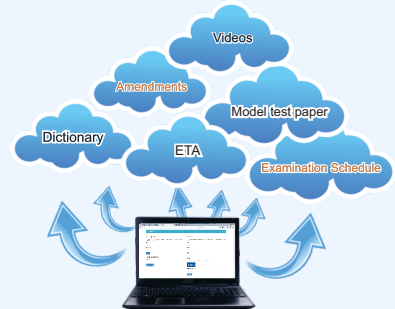 Videos
Amendments
Model test paper
Dictionary
ETA
Examination Schedule